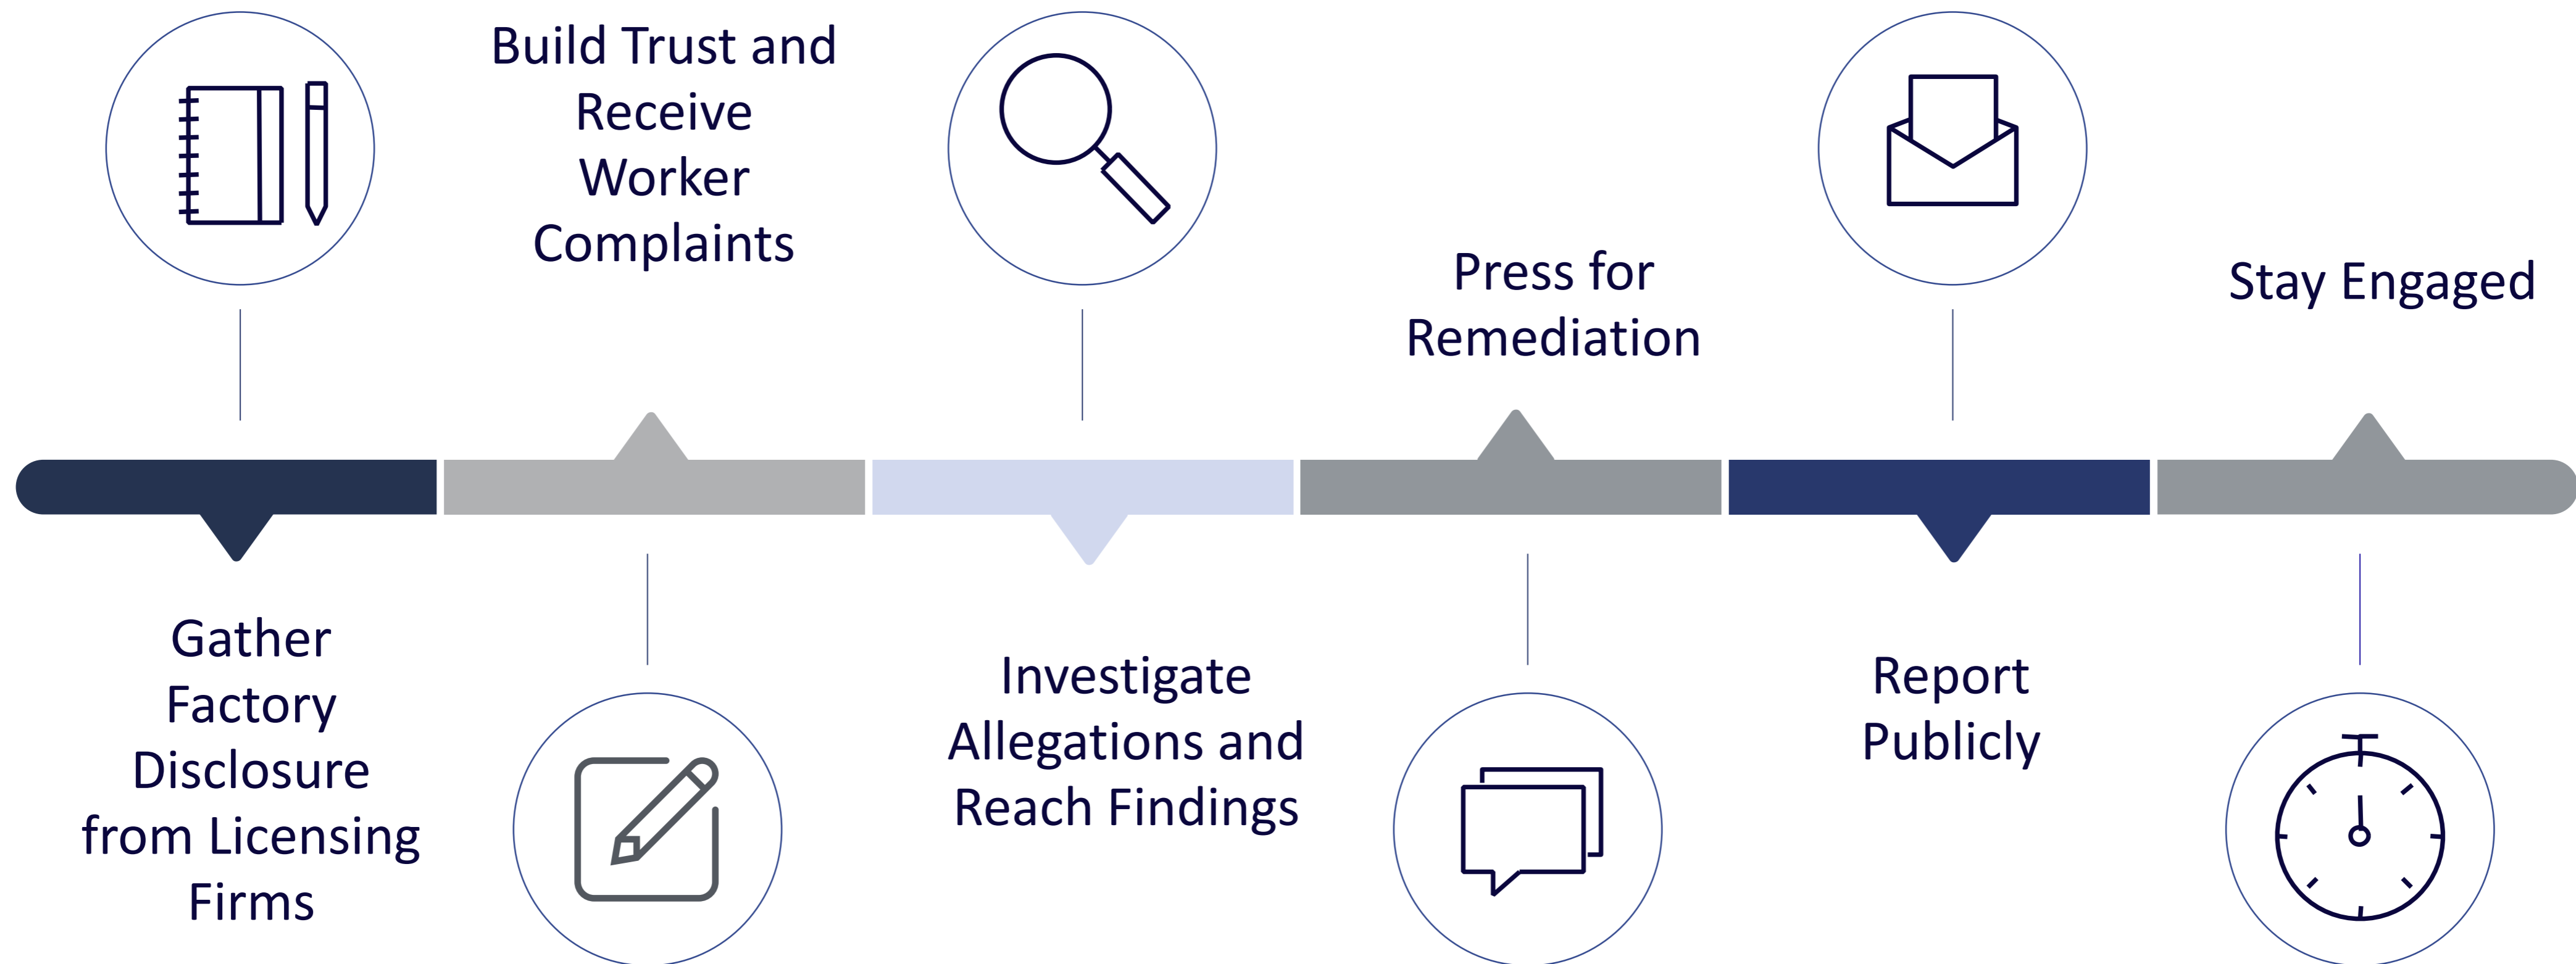 Gather
Factory
Disclosure
from Licensing
Firms
Build Trust and
Receive
Worker
Complaints
Investigate
Allegations and
Reach Findings
Press for
Remediation
Report
Publicly
Stay Engaged